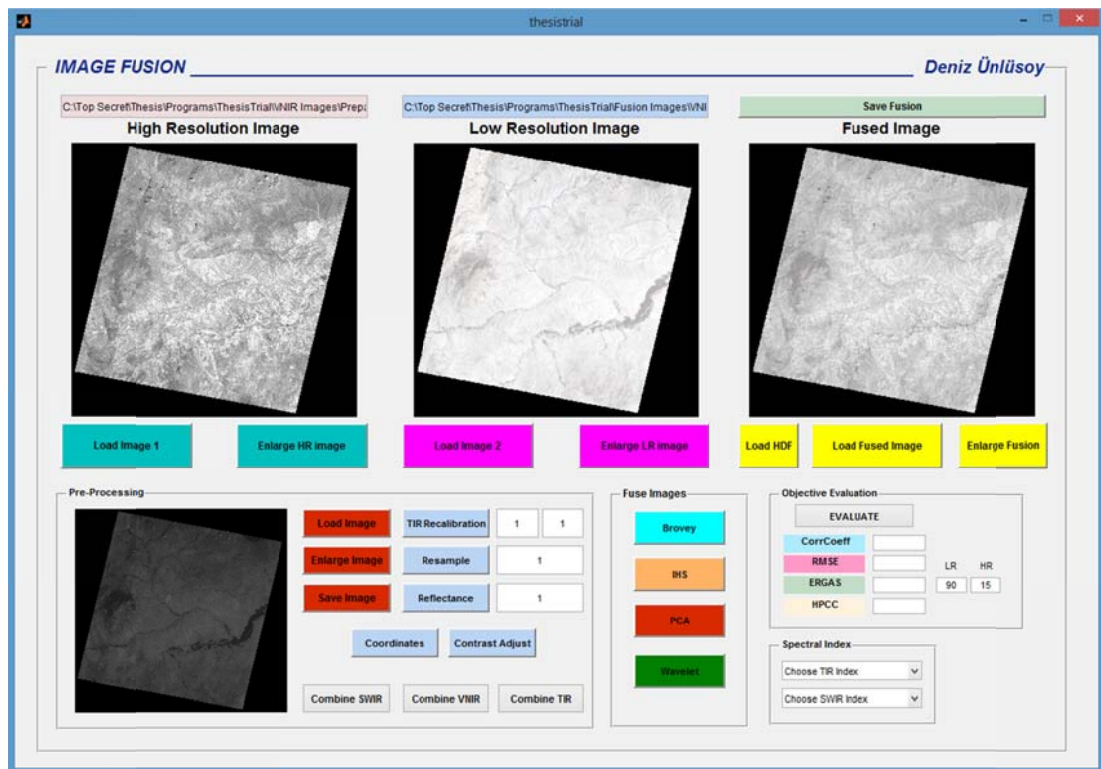 thesistrial
IMAGE FUSION
Deniz Ünlüsoy
C:\Top Secret\Thesis\Programs\ThesisTrial\VNIR Images\Prepa
C:\Top Secret\Thesis\Programs\ThesisTrial\Fusion Images\VNI
Save Fusion
High Resolution Image
Low Resolution Image
Fused Image
Load Image 1
Enlarge HR image
Load Image 2
Enlarge LR image
Load HDF
Load Fused Image
Enlarge Fusion
Pre-Processing
Load Image
TIR Recalibration
1
1
Enlarge Image
Resample
1
Save Image
Reflectance
1
Coordinates
Contrast Adjust
Combine SWIR
Combine VNIR
Combine TIR
Fuse Images
Brovey
IHS
PCA
Wavelet
Objective Evaluation
EVALUATE
CorrCoeff
RMSE
LR
HR
ERGAS
90
15
HPCC
Spectral Index
Choose TIR Index
Choose SWIR Index